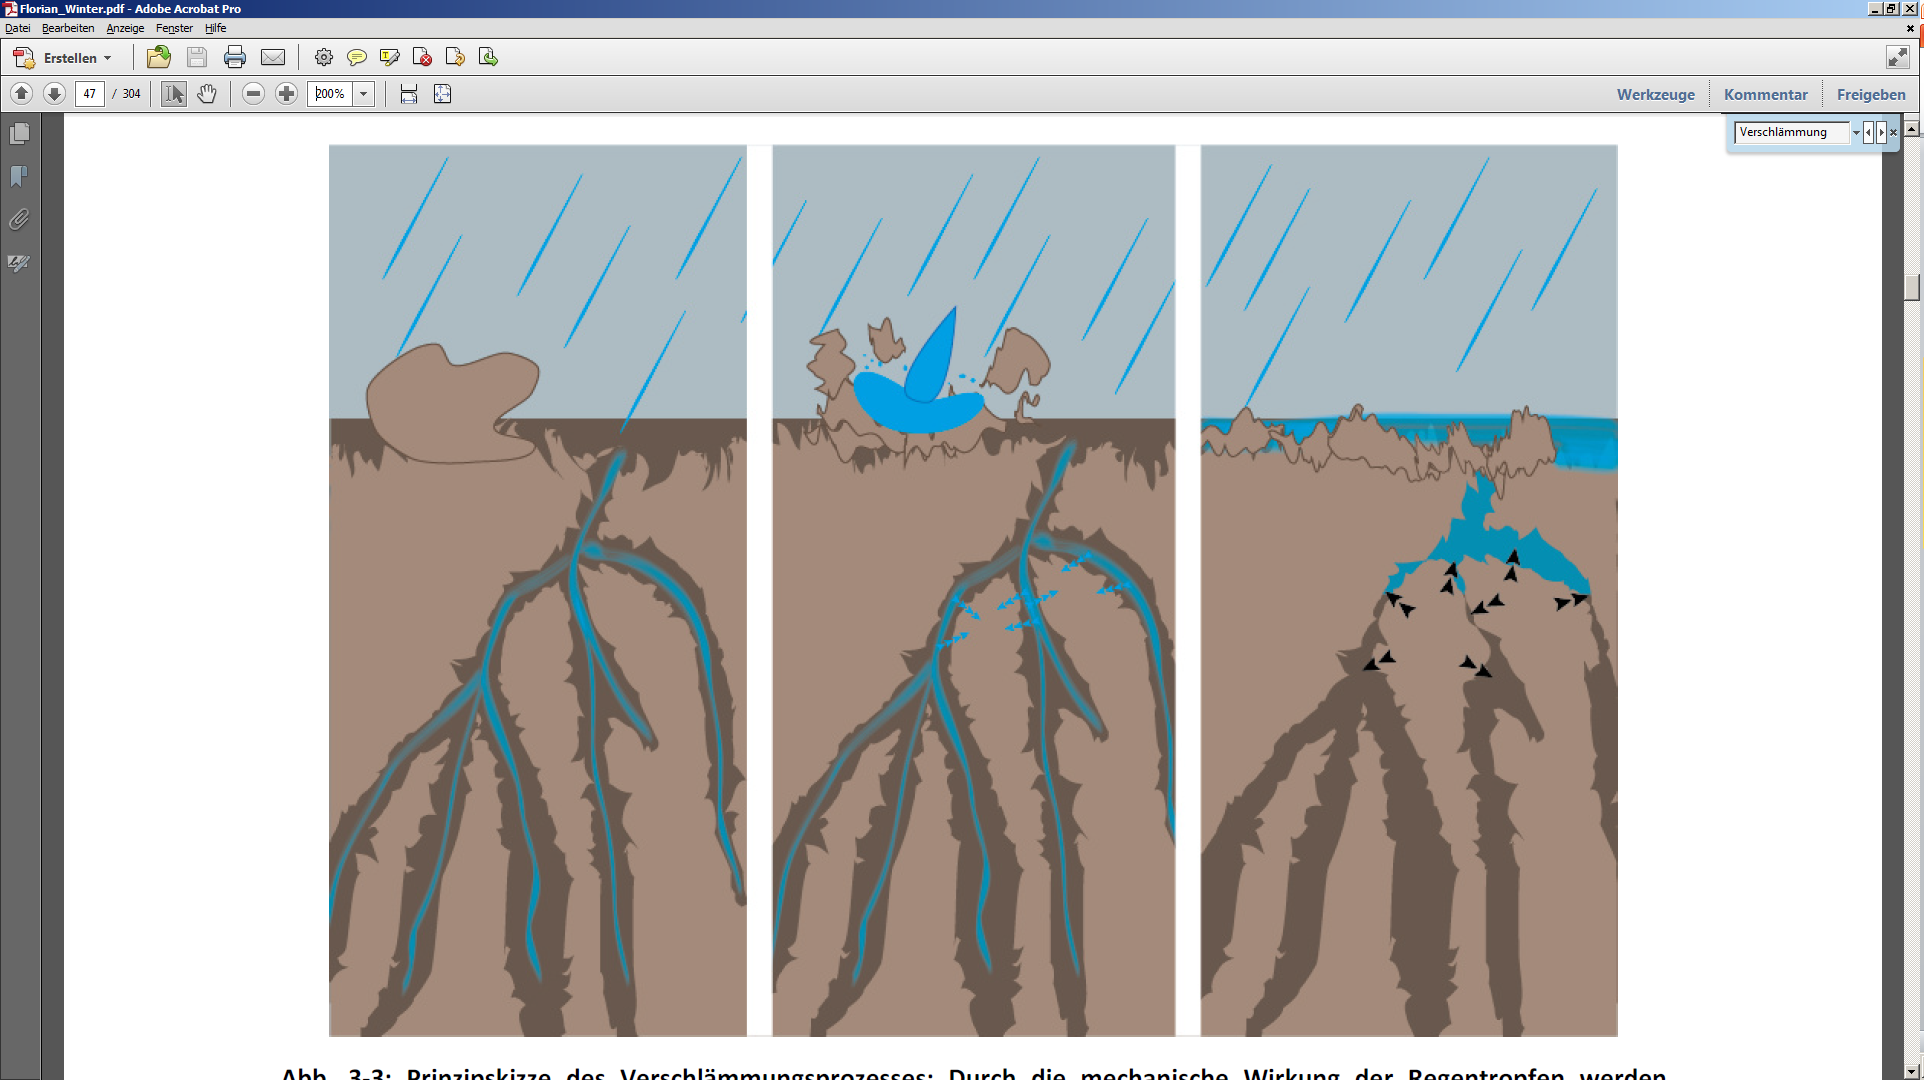 Florian_Winter.pdf - Adobe Acrobat Pro
Datei Bearbeiten Anzeige Fenster Hilfe
Erstellen
47 / 304 200% Werkzeuge Kommentar Freigeben
Verschlämmung
Abb. 3-3: Prinzipskizze des Verschlämmungsprozesses: Durch die mechanische Wirkung der Regentropfen werden